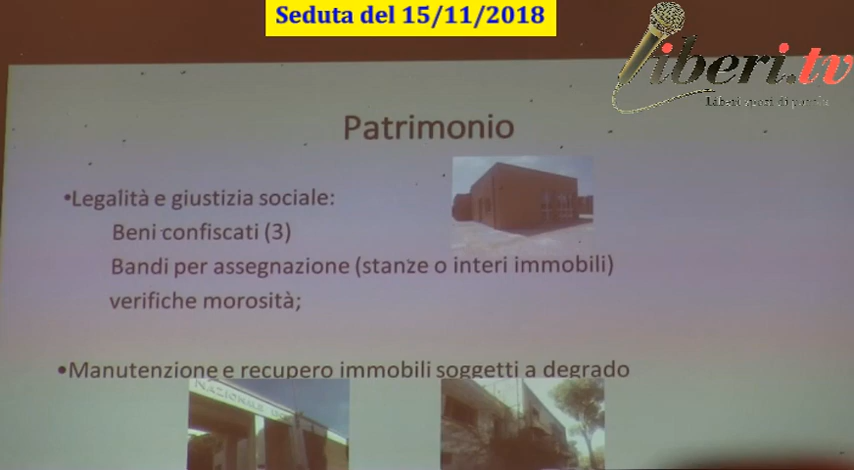 Seduta del 15/11/2018
liberi.tv
Patrimonio
•Legalità e giustizia sociale:
Beni confiscati (3)
Bandi per assegnazione (stanze o interi immobili)
verifiche morosità;
•Manutenzione e recupero immobili soggetti a degrado
NAZIONALE